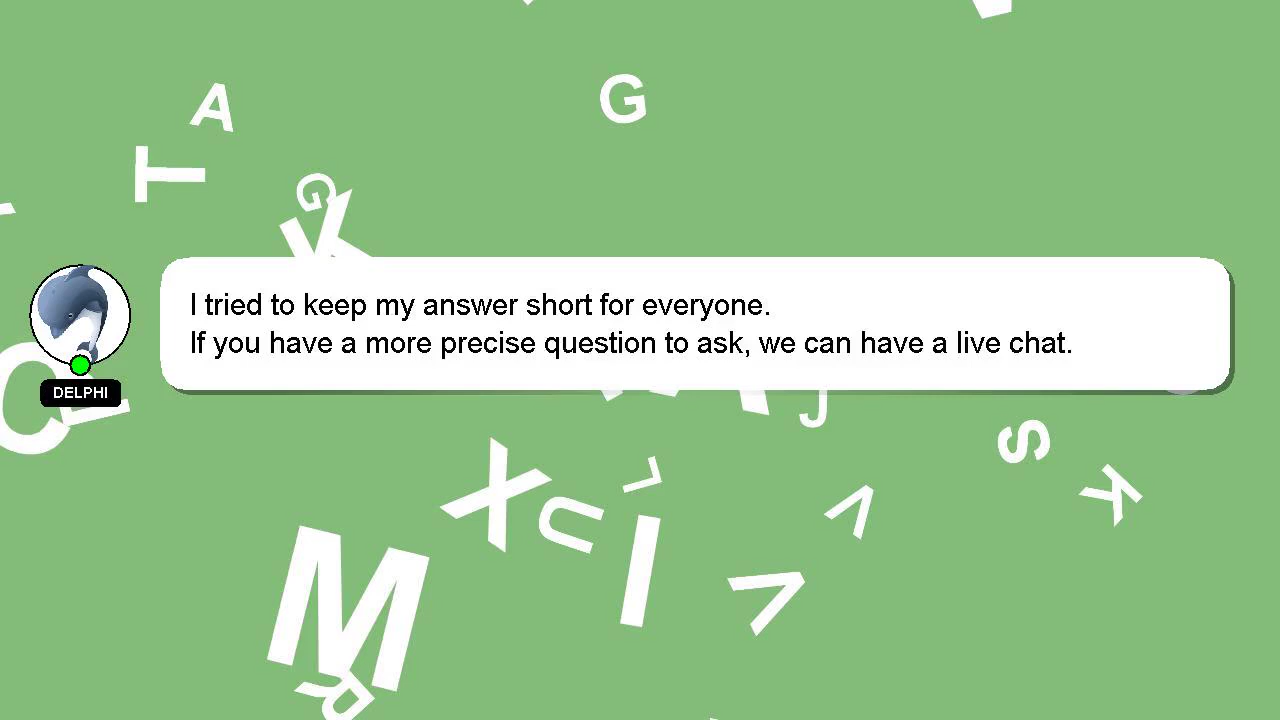 A
G
T
G
K
I tried to keep my answer short for everyone.
If you have a more precise question to ask, we can have a live chat.
DELPHI
C
J
S
K
X
L
U
V
I
V
M
R